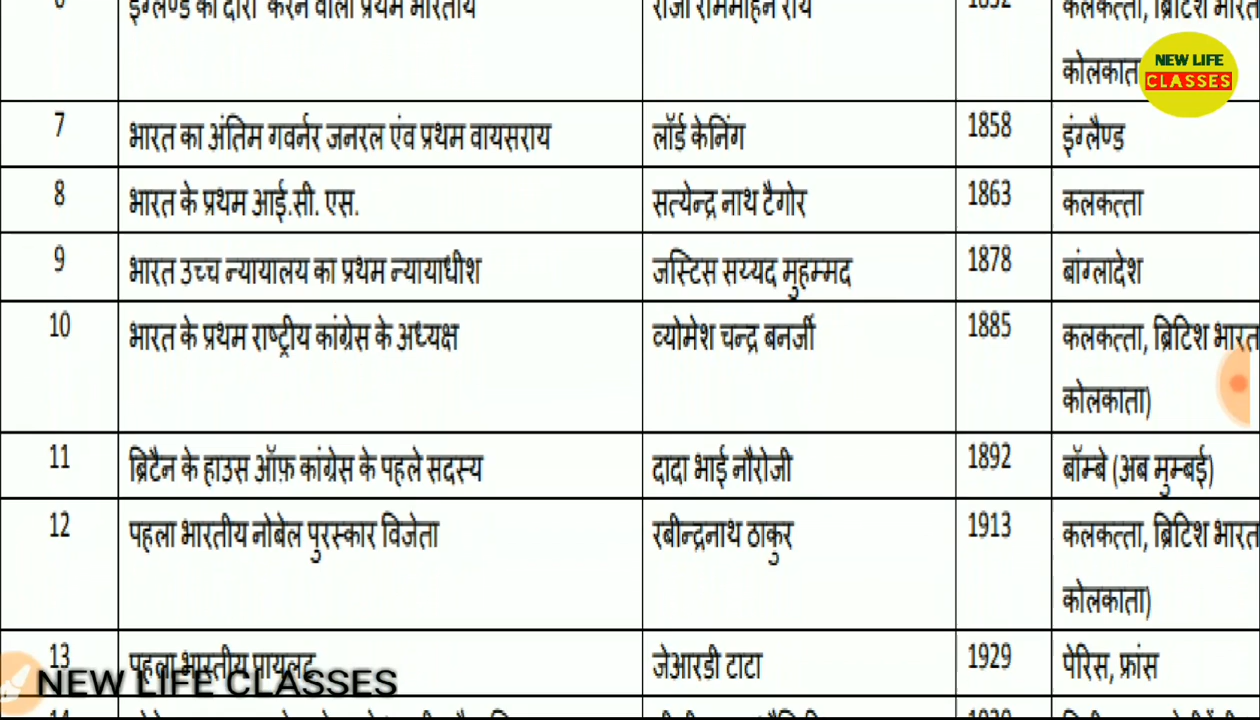 इंग्लैण्ड का दौरा करने वाला प्रथम भारतीय राजा राममोहन राय कलकत्ता, ब्रिटिश भारत
कोलकात
NEW LIFE
CLASSES
7 भारत का अंतिम गवर्नर जनरल एंव प्रथम वायसराय लॉर्ड केनिंग 1858 इंग्लैण्ड
8 भारत के प्रथम आई.सी. एस. सत्येन्द्र नाथ टैगोर 1863 कलकत्ता
9 भारत उच्च न्यायालय का प्रथम न्यायाधीश जस्टिस सय्यद मुहम्मद 1878 बांग्लादेश
10 भारत के प्रथम राष्ट्रीय कांग्रेस के अध्यक्ष व्योमेश चन्द्र बनर्जी 1885 कलकत्ता, ब्रिटिश भारत
कोलकाता)
11 ब्रिटैन के हाउस ऑफ़ कांग्रेस के पहले सदस्य दादा भाई नौरोजी 1892 बॉम्बे (अब मुम्बई)
12 पहला भारतीय नोबेल पुरस्कार विजेता रबीन्द्रनाथ ठाकुर 1913 कलकत्ता, ब्रिटिश भारत
कोलकाता)
13 पहला भारतीय पायलट जेआरडी टाटा 1929 पेरिस, फ्रांस
NEW LIFE CLASSES